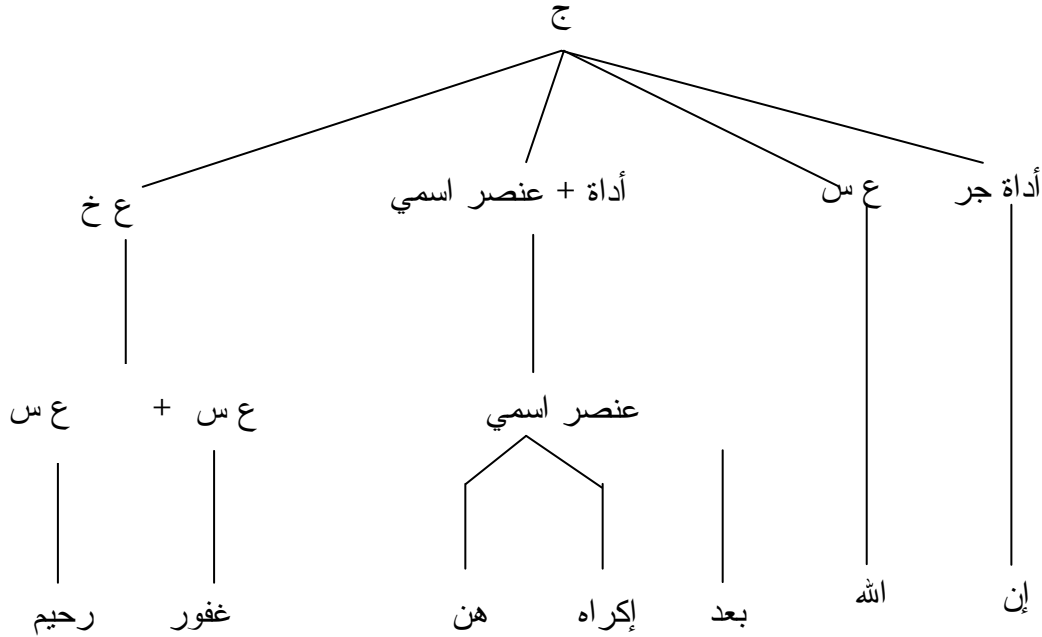 ج
أداة جر ع س أداة + عنصر اسمي ع خ
عنصر اسمي ع س + ع س
إن الله بعد إكراه هن غفور رحيم